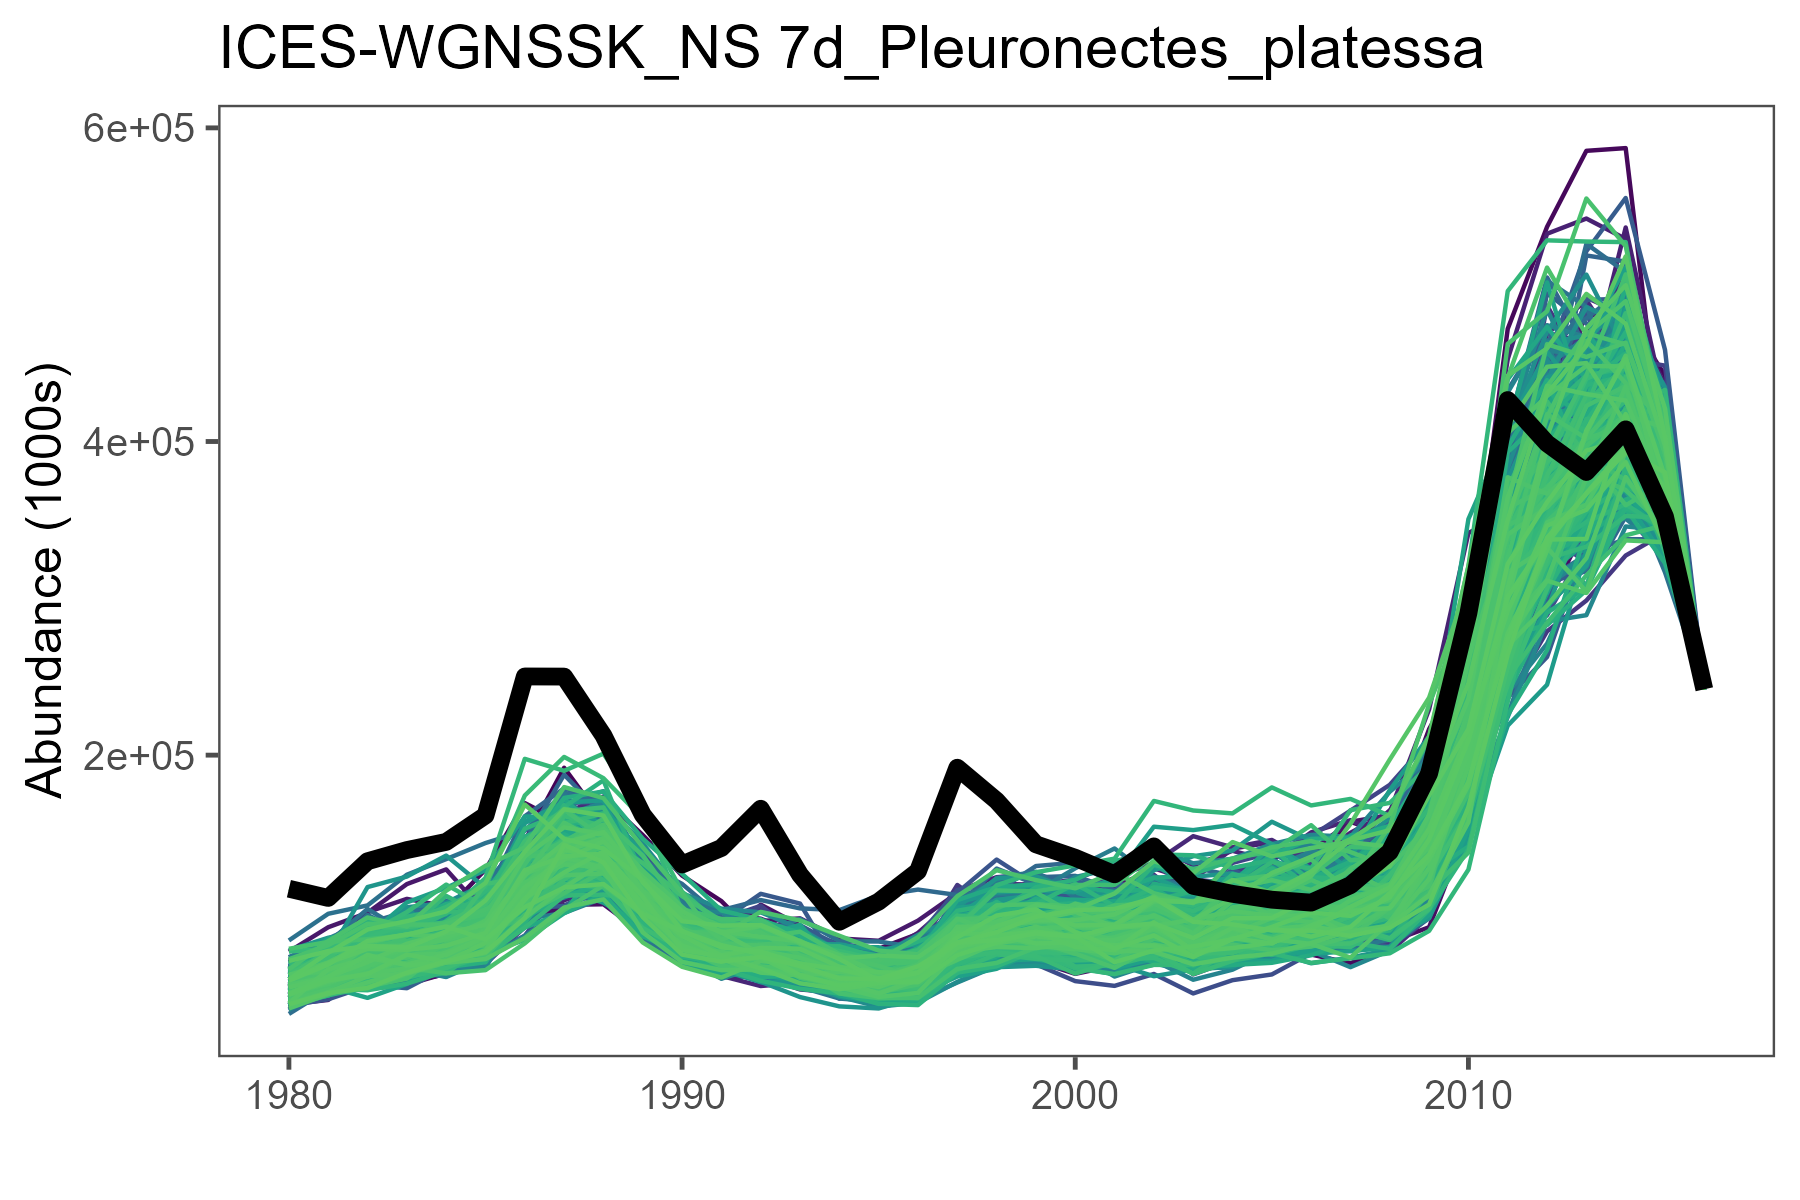 ICES-WGNSSK_NS 7d_Pleuronectes_platessa
6e+05
4e+05
2e+05
Abundance (1000s)
1980 1990 2000 2010